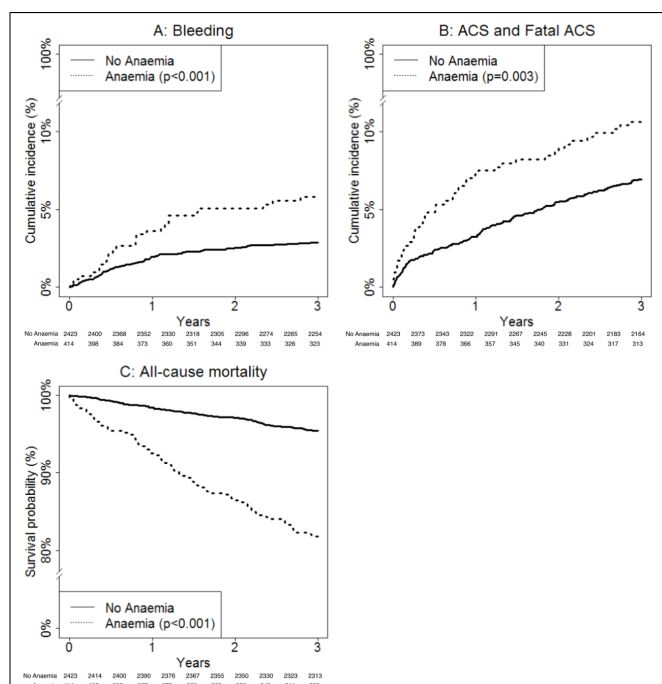 A: Bleeding
100%
No Anaemia
Anaemia (p<0.001)
Cumulative incidence (%)
10%
5%
0%
0 1 2 3
Years
No Anaemia 2423 2400 2368 2352 2330 2318 2305 2296 2274 2265 2254
Anaemia 414 398 384 373 360 351 344 339 333 326 323
B: ACS and Fatal ACS
100%
No Anaemia
Anaemia (p=0.003)
Cumulative incidence (%)
10%
5%
0%
0 1 2 3
Years
No Anaemia 2423 2373 2343 2322 2291 2267 2245 2228 2201 2183 2164
Anaemia 414 389 378 366 357 345 340 331 324 317 313
C: All-cause mortality
100%
Survival probability (%)
90%
80%
No Anaemia
Anaemia (p<0.001)
0%
0 1 2 3
Years
No Anaemia 2423 2414 2400 2390 2376 2367 2355 2350 2330 2323 2313